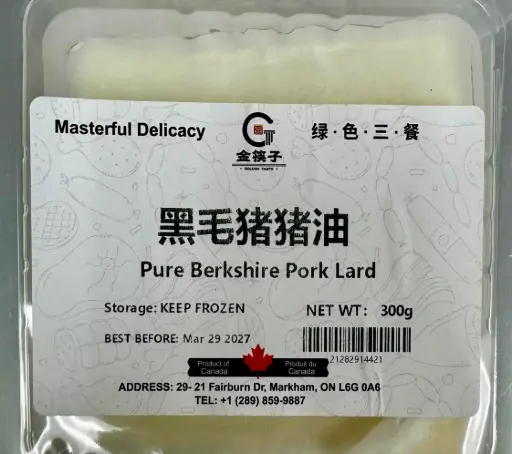 Masterful Delicacy
金筷子
GOLDEN TASTE
绿·色·三·餐
黑毛猪猪油
Pure Berkshire Pork Lard
Storage: KEEP FROZEN
NET WT: 300g
BEST BEFORE: Mar 29 2027
21282914421
Product of Canada
Produit du Canada
ADDRESS: 29- 21 Fairburn Dr, Markham, ON L6G 0A6
TEL: +1 (289) 859-9887